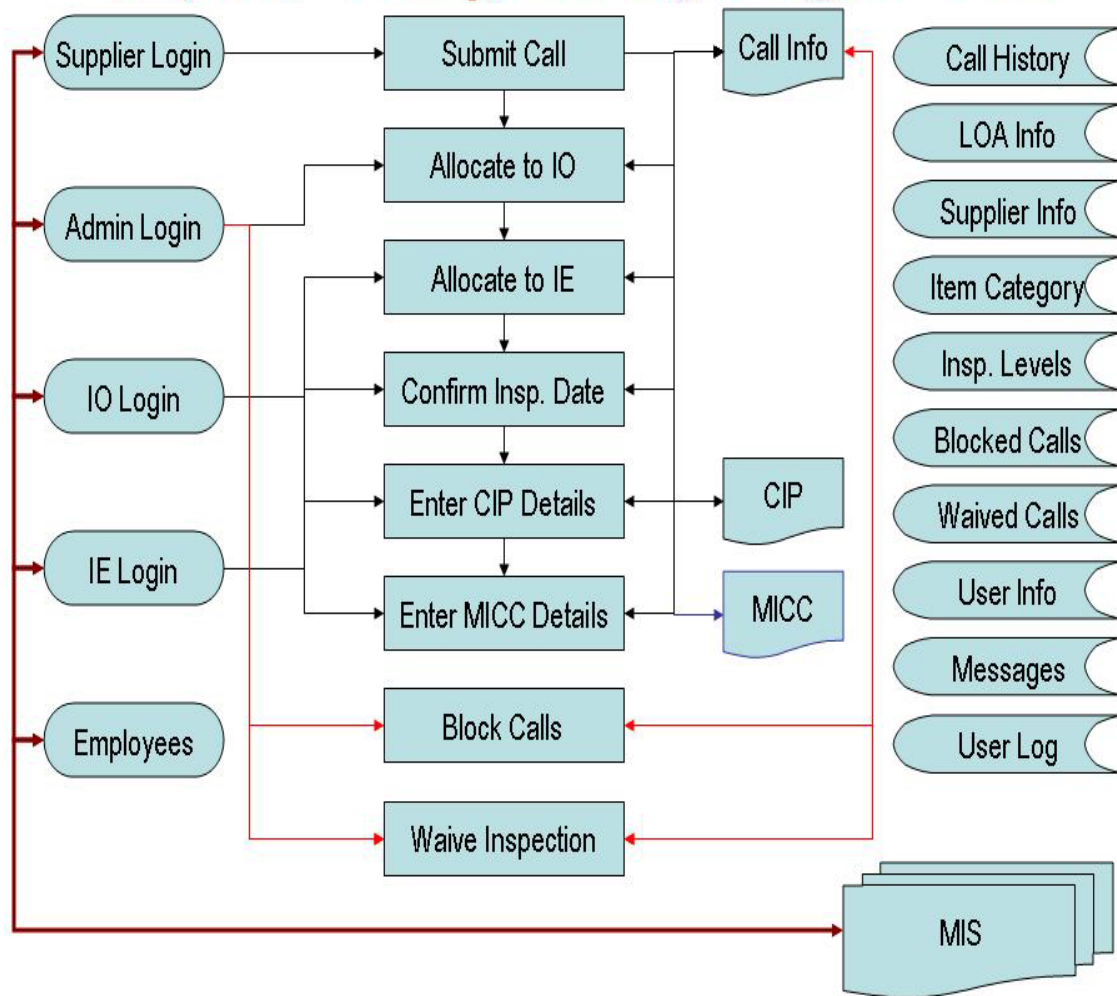 Supplier Login
Submit Call
Call Info
Call History
LOA Info
Allocate to IO
Supplier Info
Admin Login
Allocate to IE
Item Category
Insp. Levels
IO Login
Confirm Insp. Date
Blocked Calls
Enter CIP Details
CIP
Waived Calls
IE Login
Enter MICC Details
MICC
User Info
Messages
Block Calls
Employees
User Log
Waive Inspection
MIS